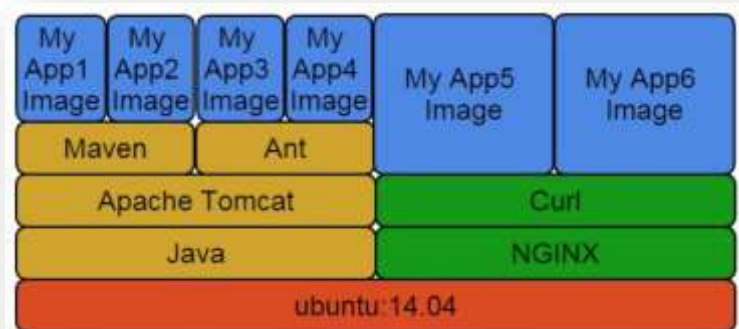 My
App1
Image
My
App2
Image
My
App3
Image
My
App4
Image
My App5
Image
My App6
Image
Maven
Ant
Apache Tomcat
Curl
Java
NGINX
ubuntu:14.04